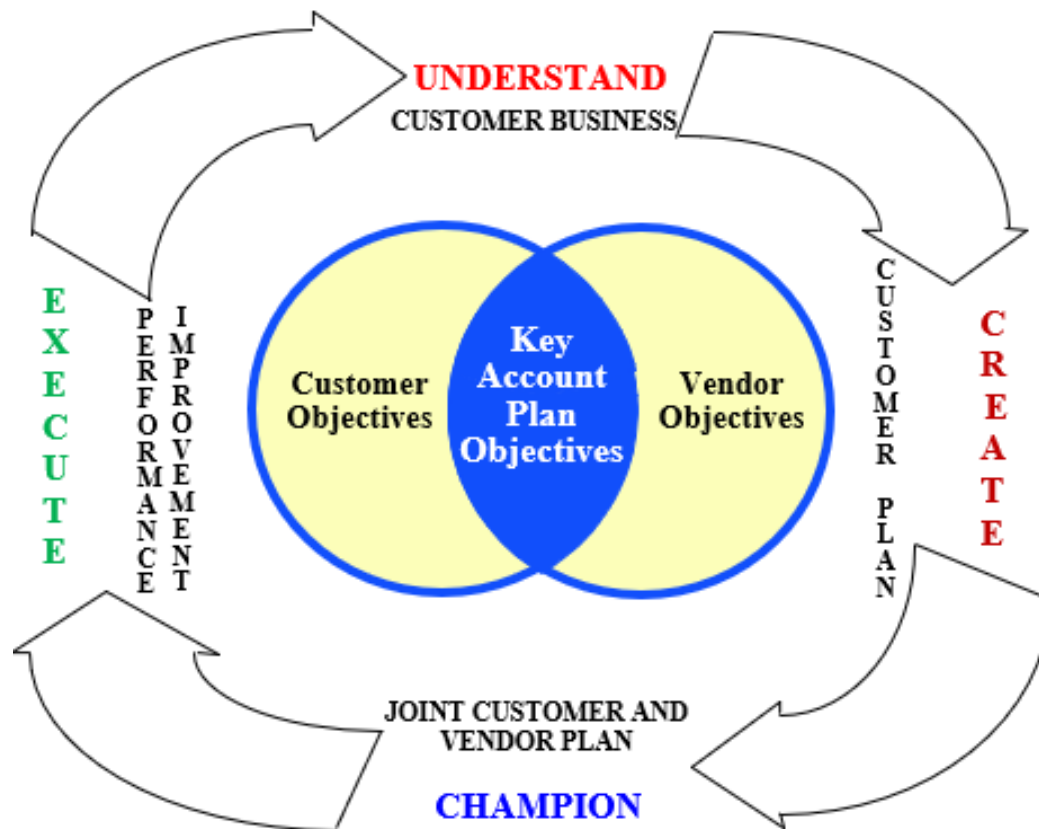 UNDERSTAND
CUSTOMER BUSINESS
EXECUTE
PERFORMANCE
IMPROVEMENT
Customer
Objectives
Key
Account
Plan
Objectives
Vendor
Objectives
CUSTOMER PLAN
CREATE
JOINT CUSTOMER AND
VENDOR PLAN
CHAMPION